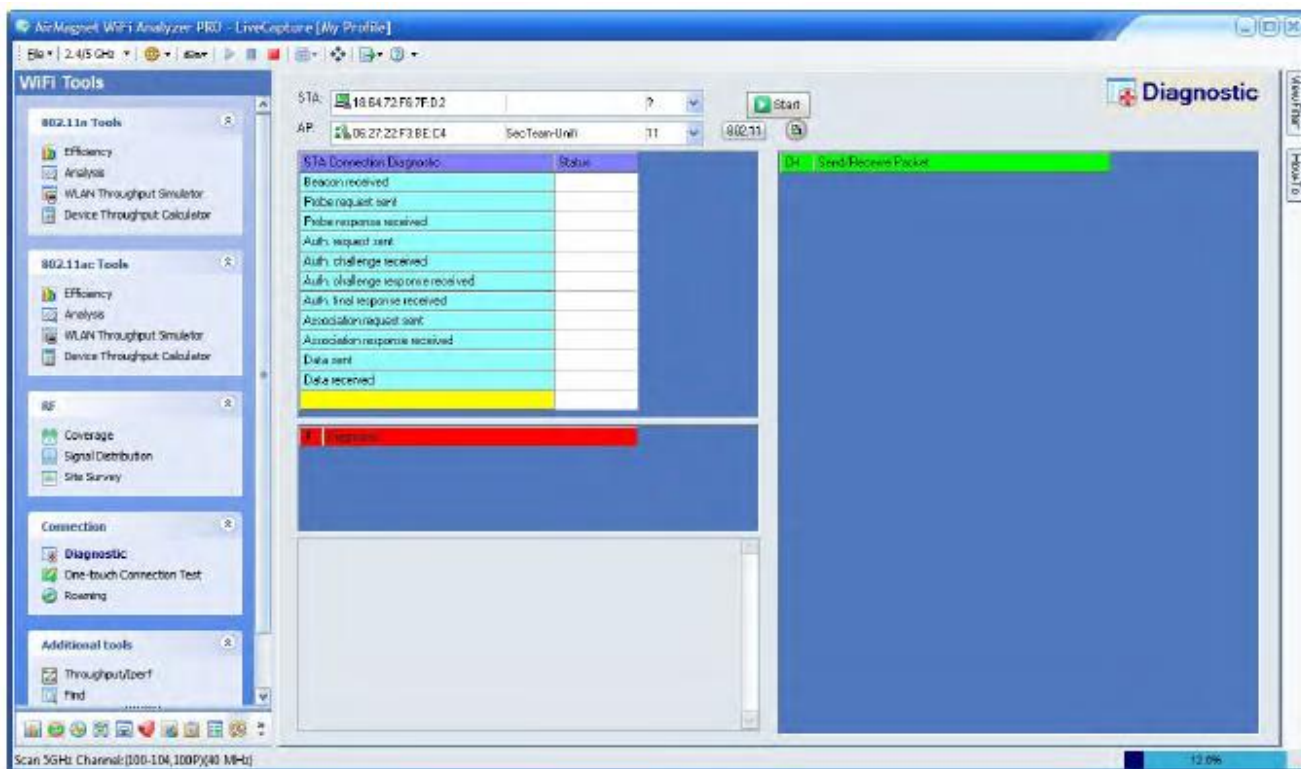 AirMagnet WiFi Analyzer PRO - LiveCapture [My Profile]
File 2.4/5 GHz
WiFi Tools
802.11n Tools
Efficiency
Analysis
WLAN Throughput Simulator
Device Throughput Calculator
802.11ac Tools
Efficiency
Analysis
WLAN Throughput Simulator
Device Throughput Calculator
RF
Coverage
Signal Distribution
Site Survey
Connection
Diagnostic
One-touch Connection Test
Roaming
Additional tools
Throughput/Iperf
Find
STA: 18:64:72:F6:7F:D2 ?
Start
AP: 06:27:22:F3:BE:C4 SecTeam-Unifi 11
802.11
Diagnostic
STA Connection Diagnostic Status
Beacon received
Probe request sent
Probe response received
Auth. request sent
Auth. challenge received
Auth. challenge response received
Auth. final response received
Association request sent
Association response received
Data sent
Data received
# Diagnosis
CH Send/Receive Packet
View Filter
How-To
Scan 5GHz Channel:(100-104,100P)(40 MHz)